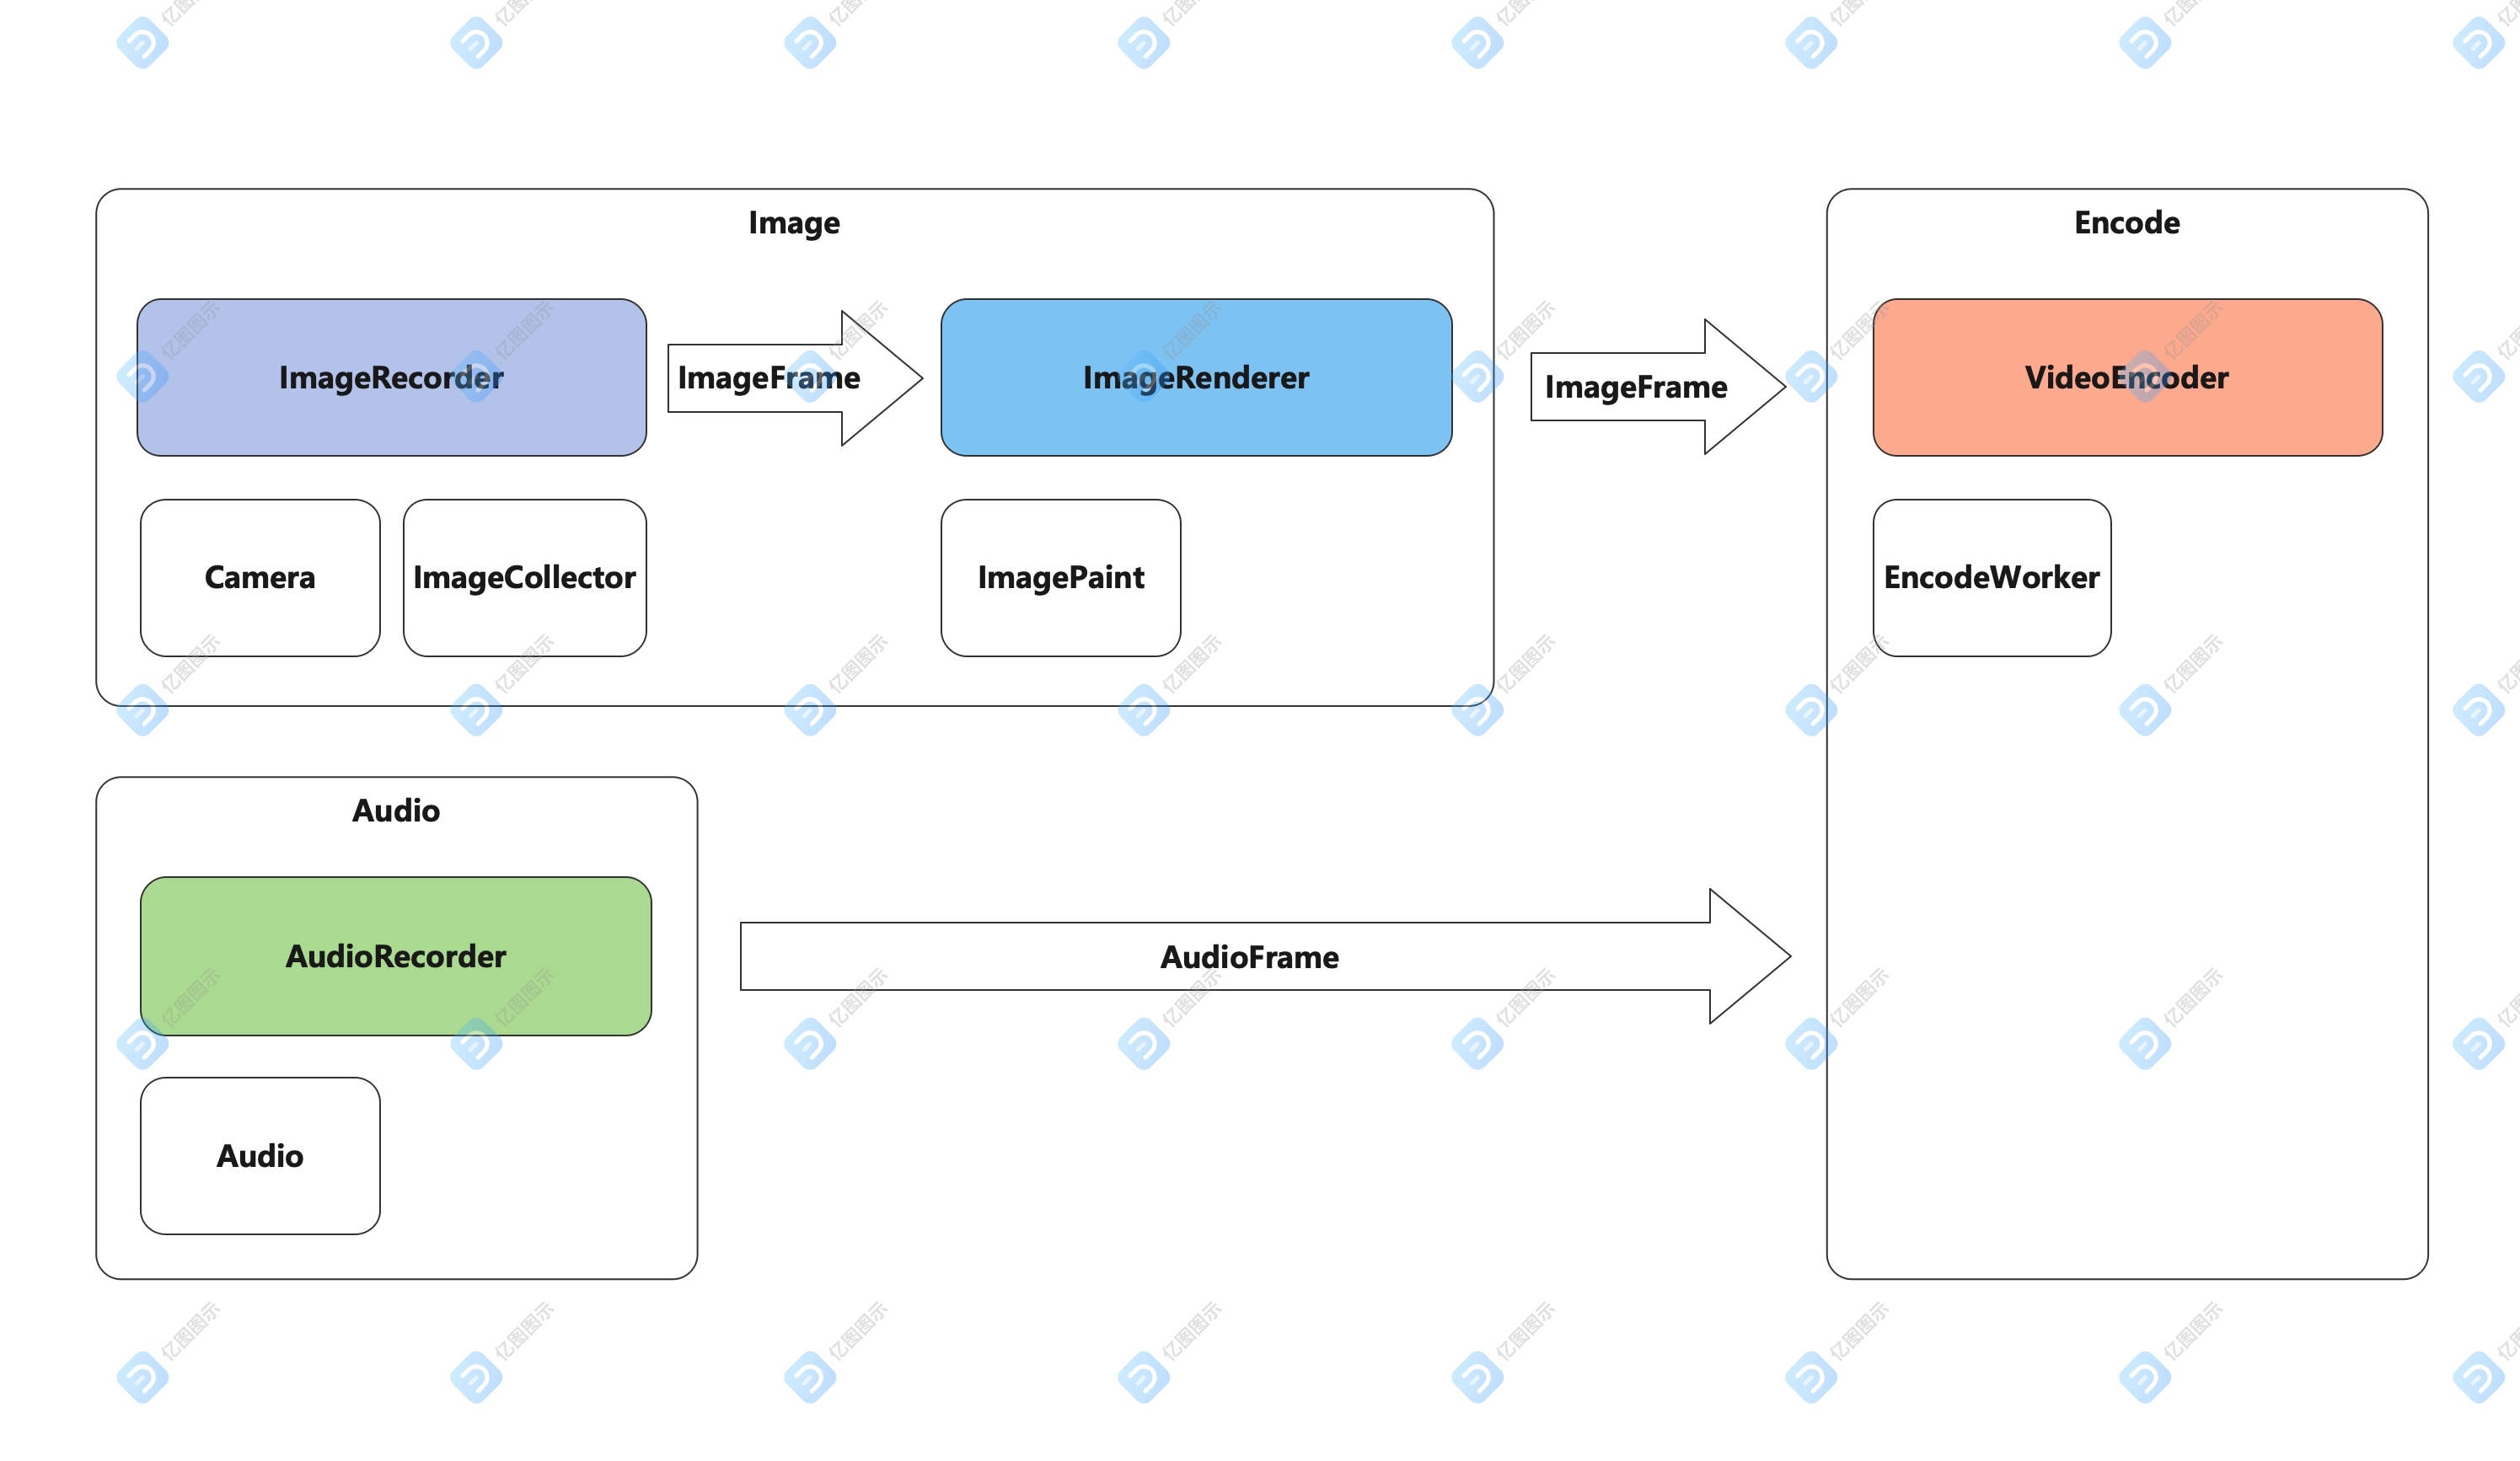 Image
Encode
ImageRecorder
ImageFrame
ImageRenderer
ImageFrame
VideoEncoder
Camera
ImageCollector
ImagePaint
EncodeWorker
Audio
AudioRecorder
AudioFrame
Audio
亿图图示